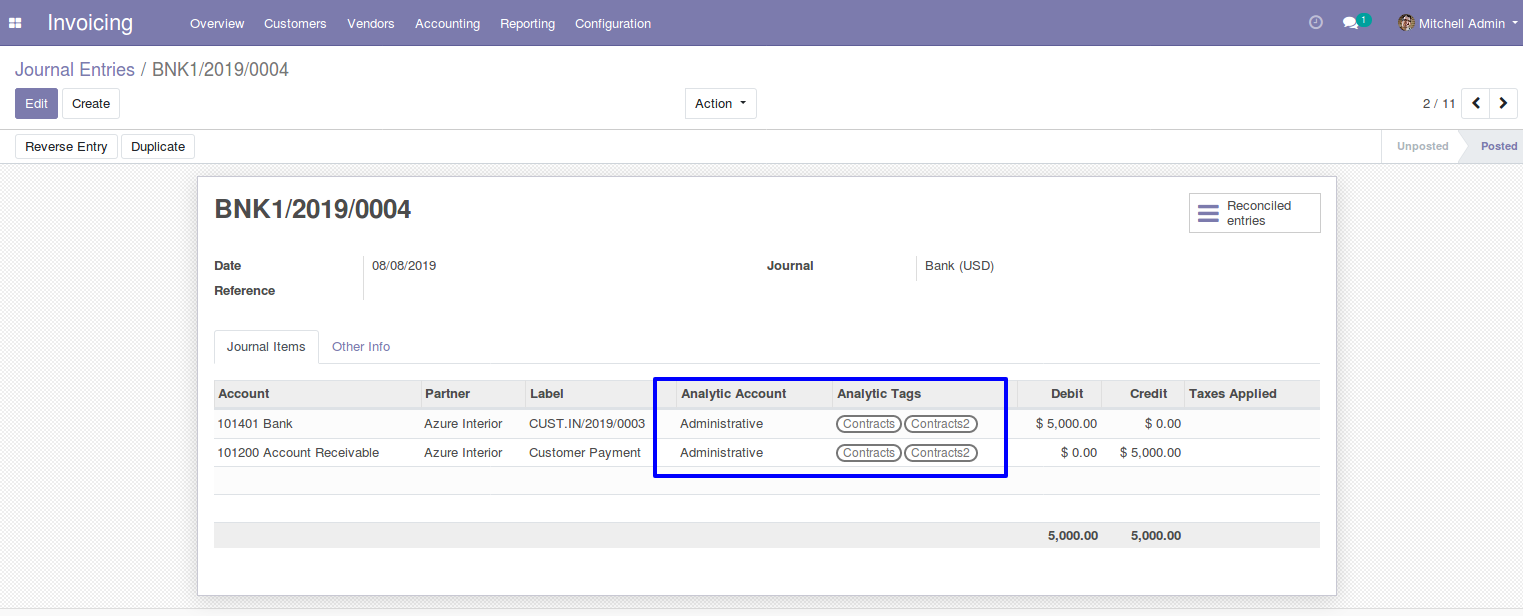 Invoicing Overview Customers Vendors Accounting Reporting Configuration 1 Mitchell Admin
Journal Entries / BNK1/2019/0004
Edit Create Action 2 / 11
Reverse Entry Duplicate Unposted Posted
BNK1/2019/0004
Reconciled
entries
Date 08/08/2019 Journal Bank (USD)
Reference
Journal Items Other Info
Account Partner Label Analytic Account Analytic Tags Debit Credit Taxes Applied
101401 Bank Azure Interior CUST.IN/2019/0003 Administrative Contracts Contracts2 $ 5,000.00 $ 0.00
101200 Account Receivable Azure Interior Customer Payment Administrative Contracts Contracts2 $ 0.00 $ 5,000.00
5,000.00 5,000.00